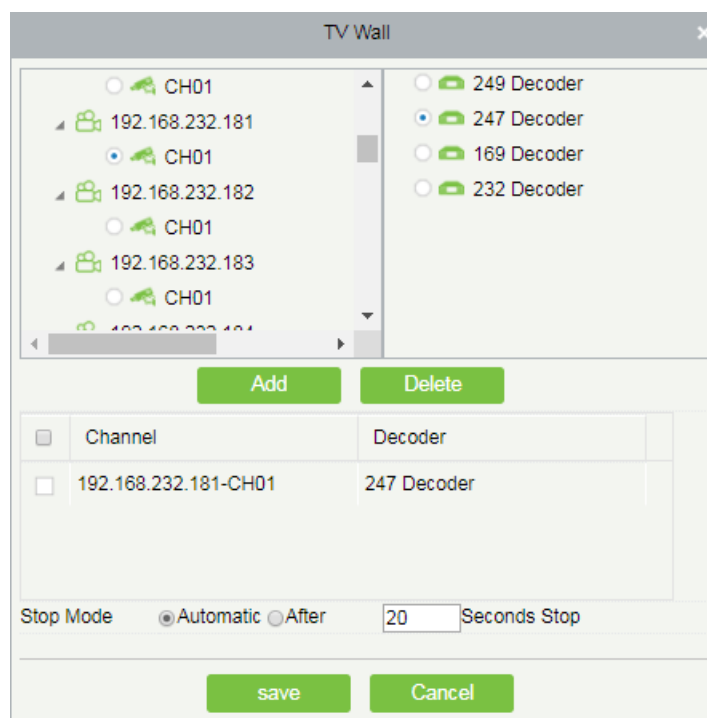 TV Wall
CH01
192.168.232.181
CH01
192.168.232.182
CH01
192.168.232.183
CH01
249 Decoder
247 Decoder
169 Decoder
232 Decoder
Add Delete
Channel Decoder
192.168.232.181-CH01 247 Decoder
Stop Mode Automatic After 20 Seconds Stop
save Cancel